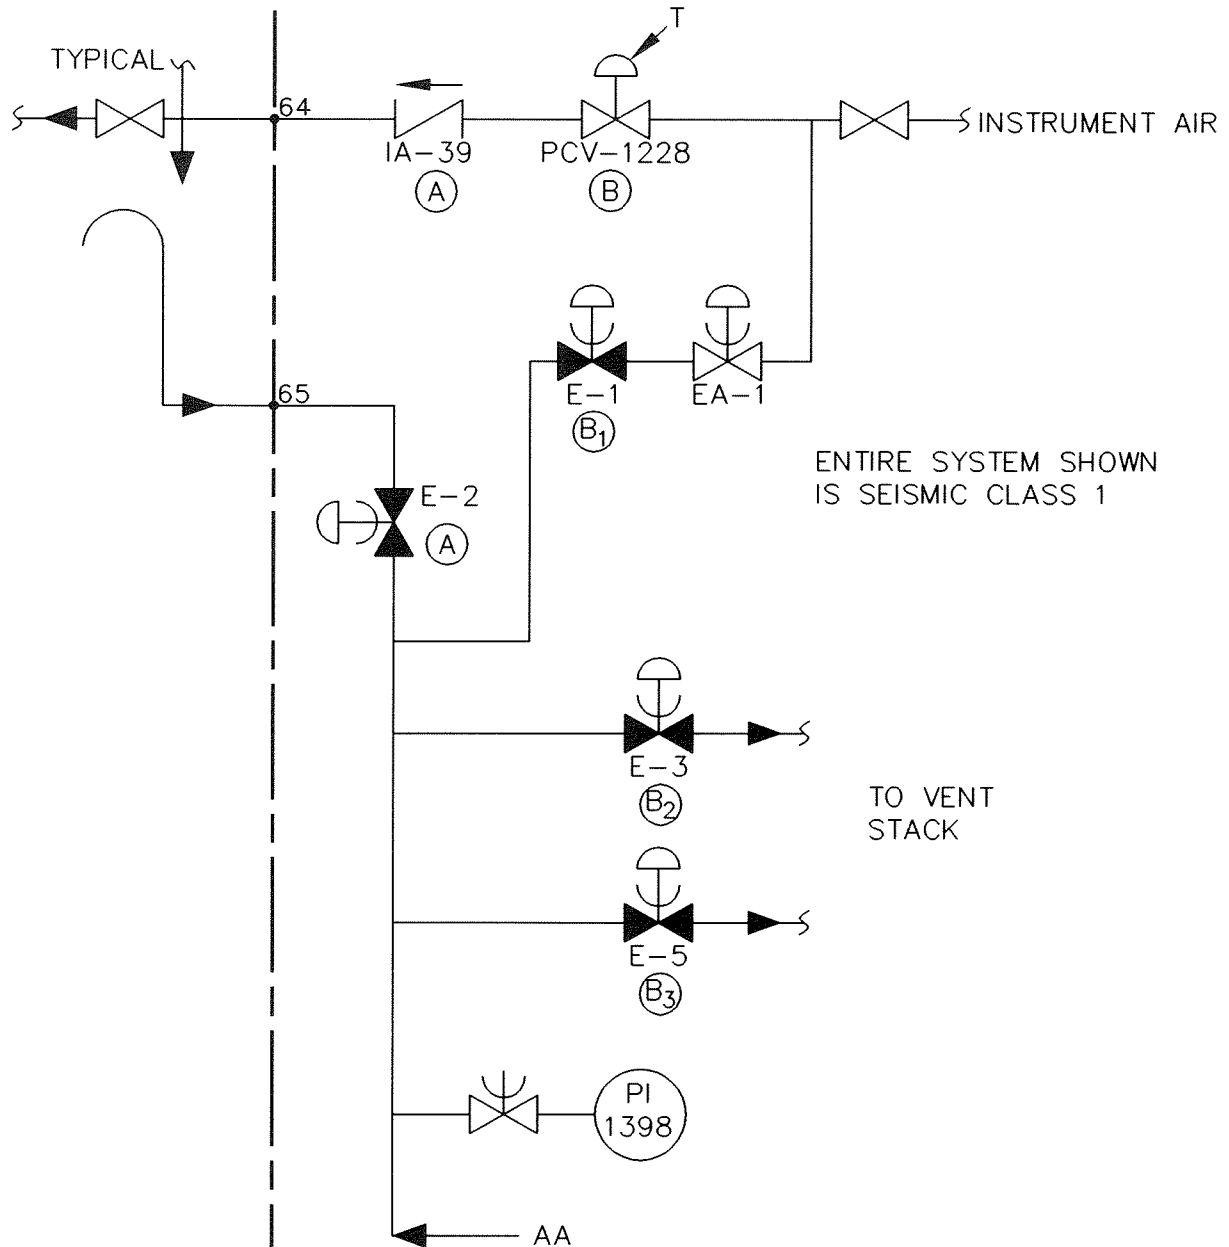 T
TYPICAL
64
INSTRUMENT AIR
IA-39
PCV-1228
A
B
E-1
EA-1
B1
65
ENTIRE SYSTEM SHOWN
IS SEISMIC CLASS 1
E-2
A
E-3
B2
TO VENT
STACK
E-5
B3
PI
1398
AA